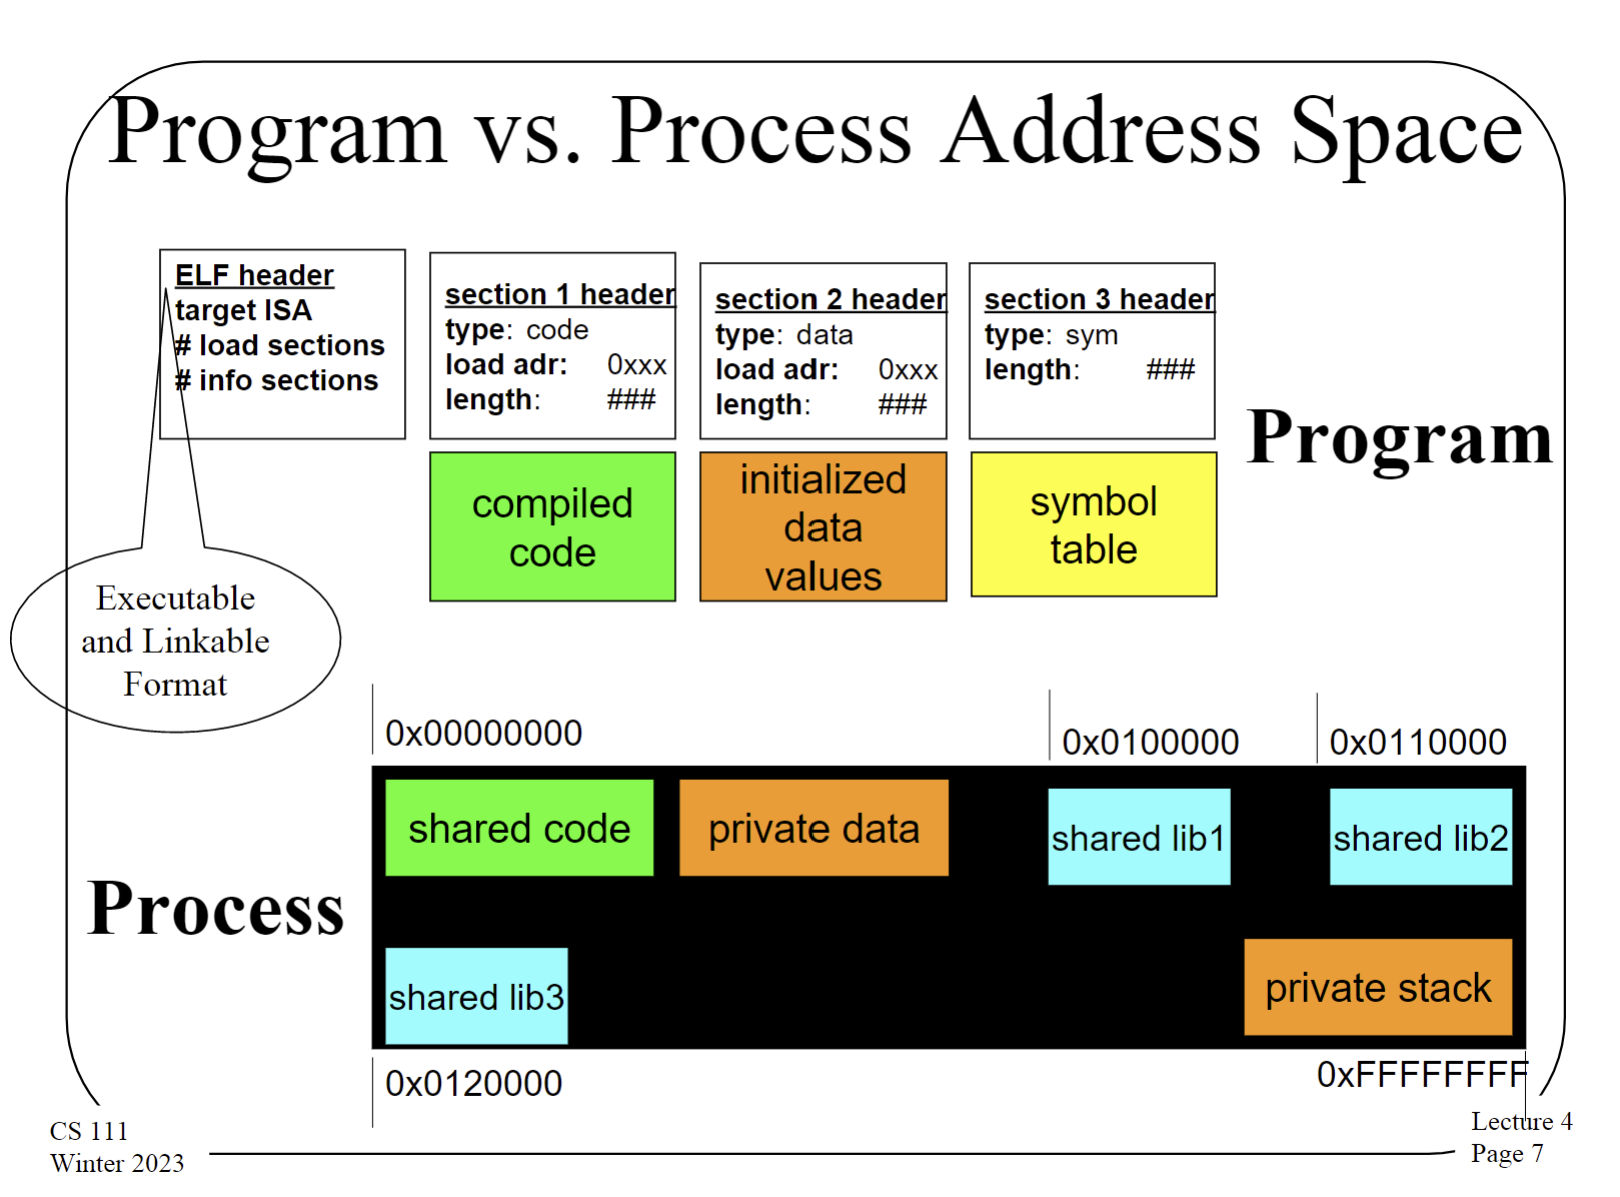 Program vs. Process Address Space
ELF header
target ISA
# load sections
# info sections
section 1 header
type: code
load adr: 0xxx
length: ###
section 2 header
type: data
load adr: 0xxx
length: ###
section 3 header
type: sym
length: ###
Program
compiled
code
initialized
data
values
symbol
table
Executable
and Linkable
Format
0x00000000
0x0100000
0x0110000
shared code
private data
shared lib1
shared lib2
Process
shared lib3
private stack
0x0120000
0xFFFFFFFF
CS 111
Winter 2023
Lecture 4
Page 7